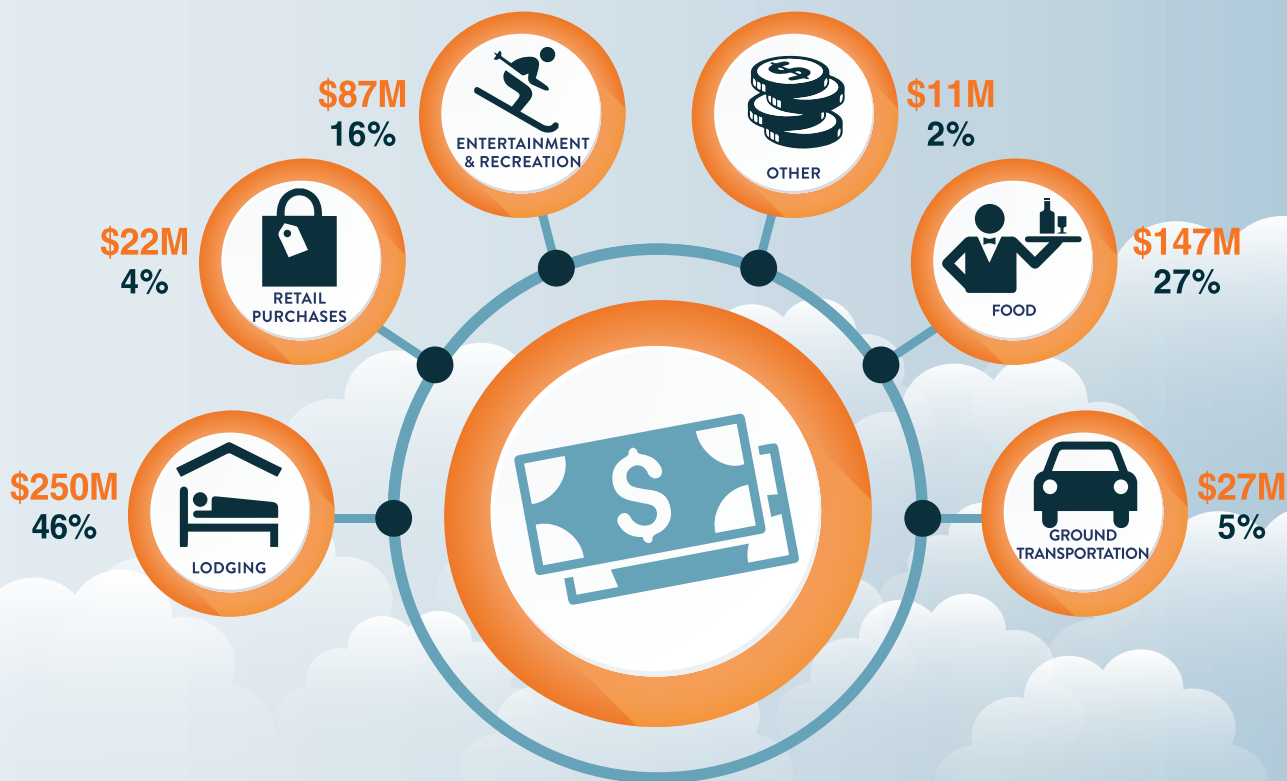 $87M
16%
ENTERTAINMENT
& RECREATION
$
OTHER
$11M
2%
$22M
4%
RETAIL
PURCHASES
FOOD
$147M
27%
$250M
46%
LODGING
$
GROUND
TRANSPORTATION
$27M
5%